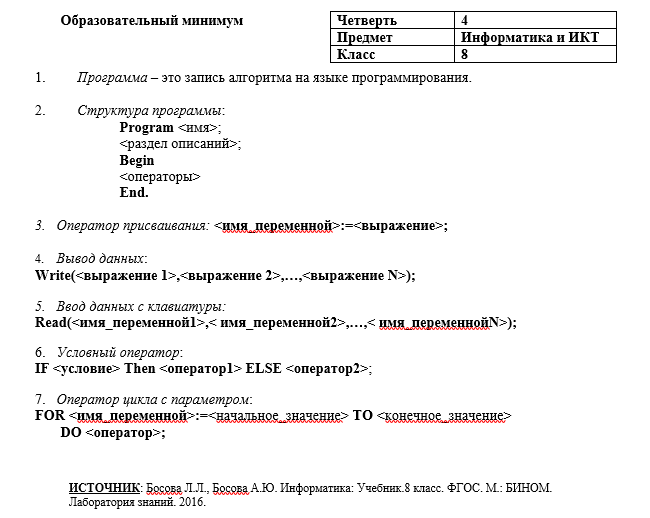 Образовательный минимум
Четверть 4
Предмет Информатика и ИКТ
Класс 8
1. Программа – это запись алгоритма на языке программирования.
2. Структура программы:
Program <имя>;
<раздел описаний>;
Begin
<операторы>
End.
3. Оператор присваивания: <имя_переменной>:=<выражение>;
4. Вывод данных:
Write(<выражение 1>,<выражение 2>,…,<выражение N>);
5. Ввод данных с клавиатуры:
Read(<имя_переменной1>,< имя_переменной2>,…,< имя_переменнойN>);
6. Условный оператор:
IF <условие> Then <оператор1> ELSE <оператор2>;
7. Оператор цикла с параметром:
FOR <имя_переменной>:=<начальное_значение> TO <конечное_значение>
DO <оператор>;
ИСТОЧНИК: Босова Л.Л., Босова А.Ю. Информатика: Учебник.8 класс. ФГОС. М.: БИНОМ.
Лаборатория знаний. 2016.